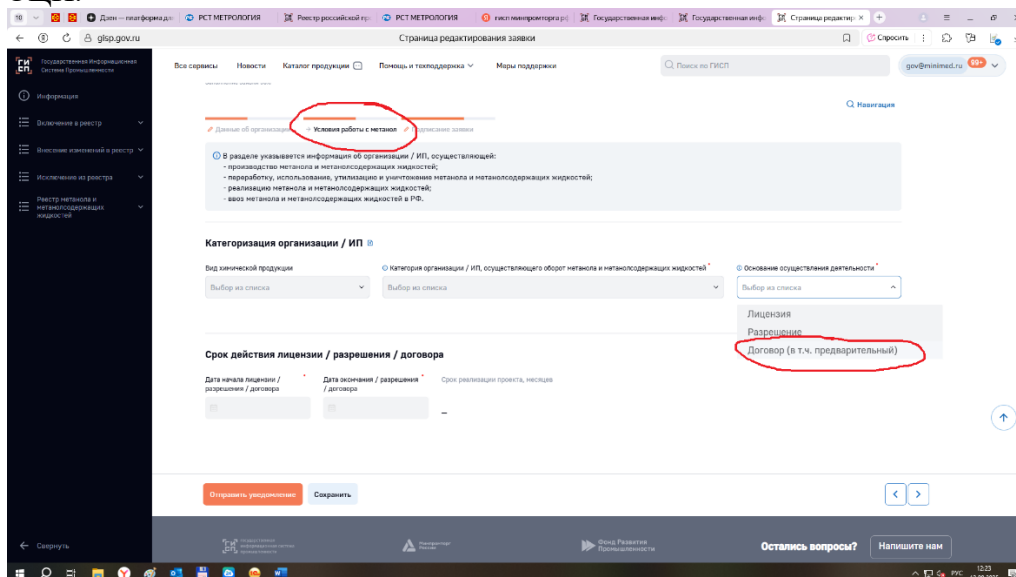 10
Дзен — платформа дл
РСТ МЕТРОЛОГИЯ
Реестр российской пр
РСТ МЕТРОЛОГИЯ
гисп минпромторга рф
Государственная инфо
Государственная инфо
Страница редактир
gisp.gov.ru
Страница редактирования заявки
Спросить
Государственная Информационная
Система Промышленности
Все сервисы
Новости
Каталог продукции
Помощь и техподдержка
Меры поддержки
Поиск по ГИСП
gov@minimed.ru
99+
Информация
Включение в реестр
Внесение изменений в реестр
Исключение из реестра
Реестр метанола и
метанолсодержащих
жидкостей
Навигация
Данные об организации
Условия работы с метанол
Подписание заявки
В разделе указывается информация об организации / ИП, осуществляющей:
- производство метанола и метанолсодержащих жидкостей;
- переработку, использование, утилизацию и уничтожение метанола и метанолсодержащих жидкостей;
- реализацию метанола и метанолсодержащих жидкостей;
- ввоз метанола и метанолсодержащих жидкостей в РФ.
Категоризация организации / ИП
Вид химической продукции
Категория организации / ИП, осуществляющего оборот метанола и метанолсодержащих жидкостей *
Основание осуществления деятельности *
Выбор из списка
Выбор из списка
Выбор из списка
Лицензия
Разрешение
Договор (в т.ч. предварительный)
Срок действия лицензии / разрешения / договора
Дата начала лицензии / *
разрешения / договора
Дата окончания / разрешения *
/ договора
Срок реализации проекта, месяцев
–
Отправить уведомление
Сохранить
Свернуть
Минпромторг
России
Фонд Развития
Промышленности
Остались вопросы?
Напишите нам
РУС
12:23